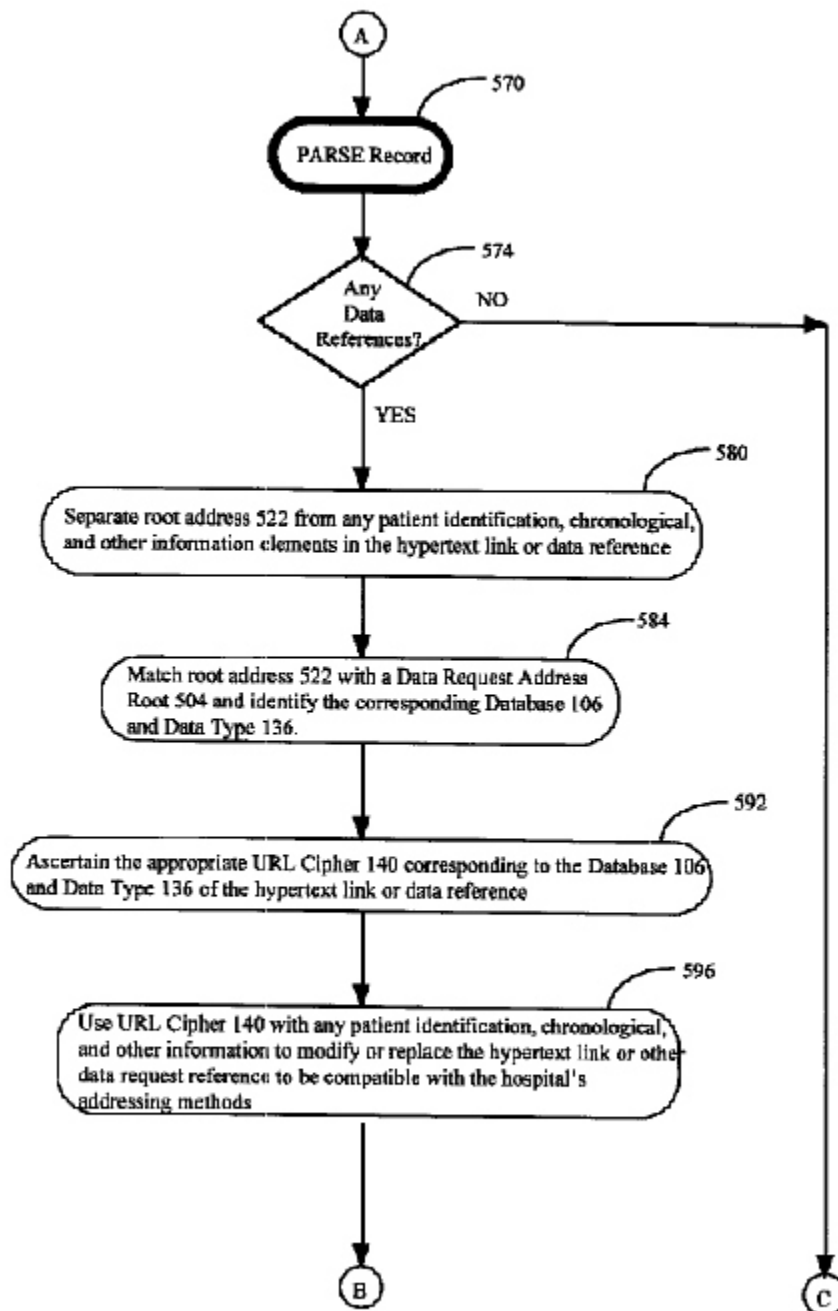 A
570
PARSE Record
574
Any
Data
References?
NO
YES
580
Separate root address 522 from any patient identification, chronological,
and other information elements in the hypertext link or data reference
584
Match root address 522 with a Data Request Address
Root 504 and identify the corresponding Database 106
and Data Type 136.
592
Ascertain the appropriate URL Cipher 140 corresponding to the Database 106
and Data Type 136 of the hypertext link or data reference
596
Use URL Cipher 140 with any patient identification, chronological,
and other information to modify or replace the hypertext link or other
data request reference to be compatible with the hospital's
addressing methods
B
C